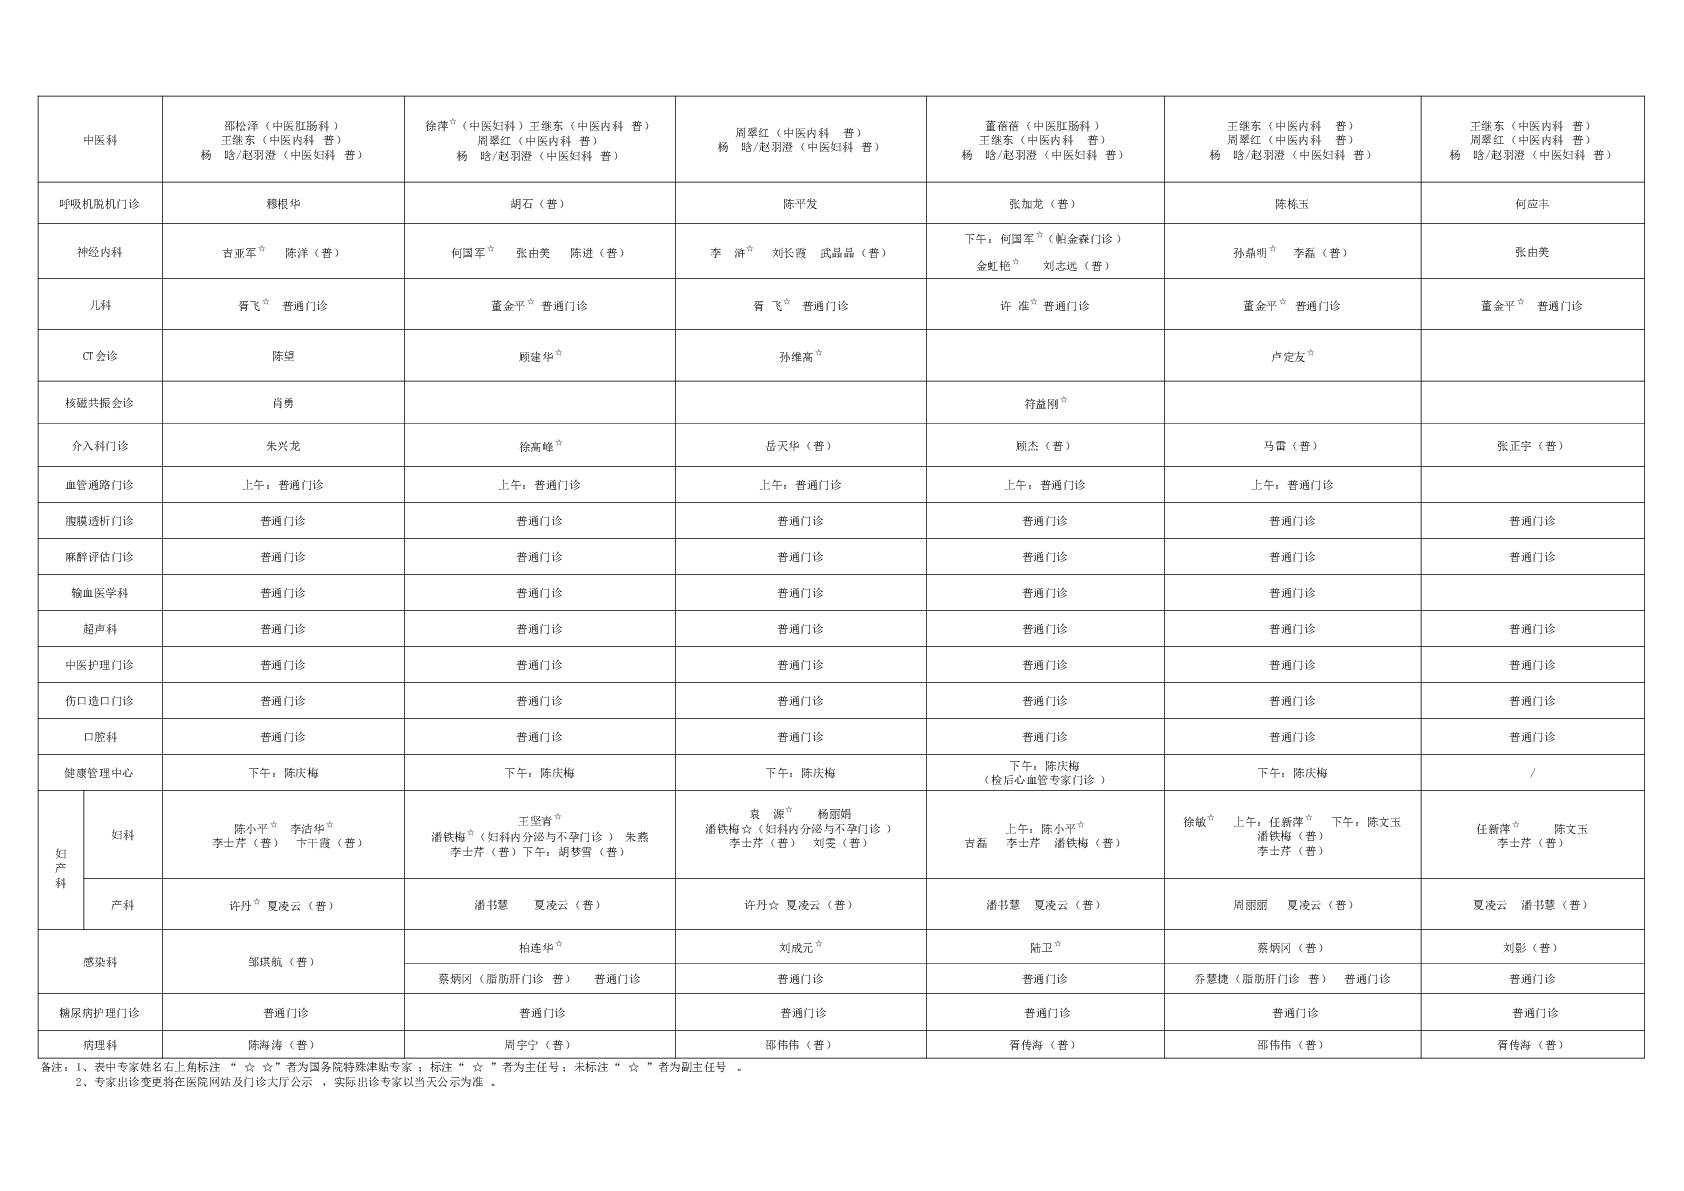 中医科
邵松泽（中医肛肠科）
王继东（中医内科 普）
杨 晗/赵羽澄（中医妇科 普）
徐萍☆（中医妇科）王继东（中医内科 普）
周翠红（中医内科 普）
杨 晗/赵羽澄（中医妇科 普）
周翠红（中医内科 普）
杨 晗/赵羽澄（中医妇科 普）
董蓓蓓（中医肛肠科）
王继东（中医内科 普）
杨 晗/赵羽澄（中医妇科 普）
王继东（中医内科 普）
周翠红（中医内科 普）
杨 晗/赵羽澄（中医妇科 普）
王继东（中医内科 普）
周翠红（中医内科 普）
杨 晗/赵羽澄（中医妇科 普）
呼吸机脱机门诊
穆根华
胡石（普）
陈平发
张加龙（普）
陈栋玉
何应丰
神经内科
吉亚军☆ 陈洋（普）
何国军☆ 张由美 陈进（普）
李 浒☆ 刘长霞 武晶晶（普）
下午：何国军☆（帕金森门诊）
金虹艳☆ 刘志远（普）
孙鼎明☆ 李磊（普）
张由美
儿科
胥飞☆ 普通门诊
董金平☆ 普通门诊
胥 飞☆ 普通门诊
许 准☆ 普通门诊
董金平☆ 普通门诊
董金平☆ 普通门诊
CT会诊
陈望
顾建华☆
孙维高☆
卢定友☆
核磁共振会诊
肖勇
符益刚☆
介入科门诊
朱兴龙
徐高峰☆
岳天华（普）
顾杰（普）
马雷（普）
张正宇（普）
血管通路门诊
上午：普通门诊
上午：普通门诊
上午：普通门诊
上午：普通门诊
上午：普通门诊
腹膜透析门诊
普通门诊
普通门诊
普通门诊
普通门诊
普通门诊
普通门诊
麻醉评估门诊
普通门诊
普通门诊
普通门诊
普通门诊
普通门诊
普通门诊
输血医学科
普通门诊
普通门诊
普通门诊
普通门诊
普通门诊
超声科
普通门诊
普通门诊
普通门诊
普通门诊
普通门诊
普通门诊
中医护理门诊
普通门诊
普通门诊
普通门诊
普通门诊
普通门诊
普通门诊
伤口造口门诊
普通门诊
普通门诊
普通门诊
普通门诊
普通门诊
普通门诊
口腔科
普通门诊
普通门诊
普通门诊
普通门诊
普通门诊
普通门诊
健康管理中心
下午：陈庆梅
下午：陈庆梅
下午：陈庆梅
下午：陈庆梅
（检后心血管专家门诊）
下午：陈庆梅
/
妇
产
科
妇科
陈小平☆ 李洁华☆
李士芹（普） 卞干霞（普）
王坚青☆
潘铁梅☆（妇科内分泌与不孕门诊） 朱燕
李士芹（普）下午：胡梦雪（普）
袁 源☆ 杨丽娟
潘铁梅☆（妇科内分泌与不孕门诊）
李士芹（普） 刘雯（普）
上午：陈小平☆
吉磊 李士芹 潘铁梅（普）
徐敏☆ 上午：任新萍☆ 下午：陈文玉
潘铁梅（普）
李士芹（普）
任新萍☆ 陈文玉
李士芹（普）
产科
许丹☆ 夏凌云（普）
潘书慧 夏凌云（普）
许丹☆ 夏凌云（普）
潘书慧 夏凌云（普）
周丽丽 夏凌云（普）
夏凌云 潘书慧（普）
感染科
邹琪航（普）
柏连华☆
刘成元☆
陆卫☆
蔡炳冈（普）
刘影（普）
蔡炳冈（脂肪肝门诊 普） 普通门诊
普通门诊
普通门诊
乔慧捷（脂肪肝门诊 普） 普通门诊
普通门诊
糖尿病护理门诊
普通门诊
普通门诊
普通门诊
普通门诊
普通门诊
普通门诊
病理科
陈海涛（普）
周宇宁（普）
邵伟伟（普）
胥传海（普）
邵伟伟（普）
胥传海（普）
备注：1、表中专家姓名右上角标注 “ ☆ ☆”者为国务院特殊津贴专家 ；标注“ ☆ ”者为主任号；未标注“ ☆ ”者为副主任号 。
2、专家出诊变更将在医院网站及门诊大厅公示 ，实际出诊专家以当天公示为准 。